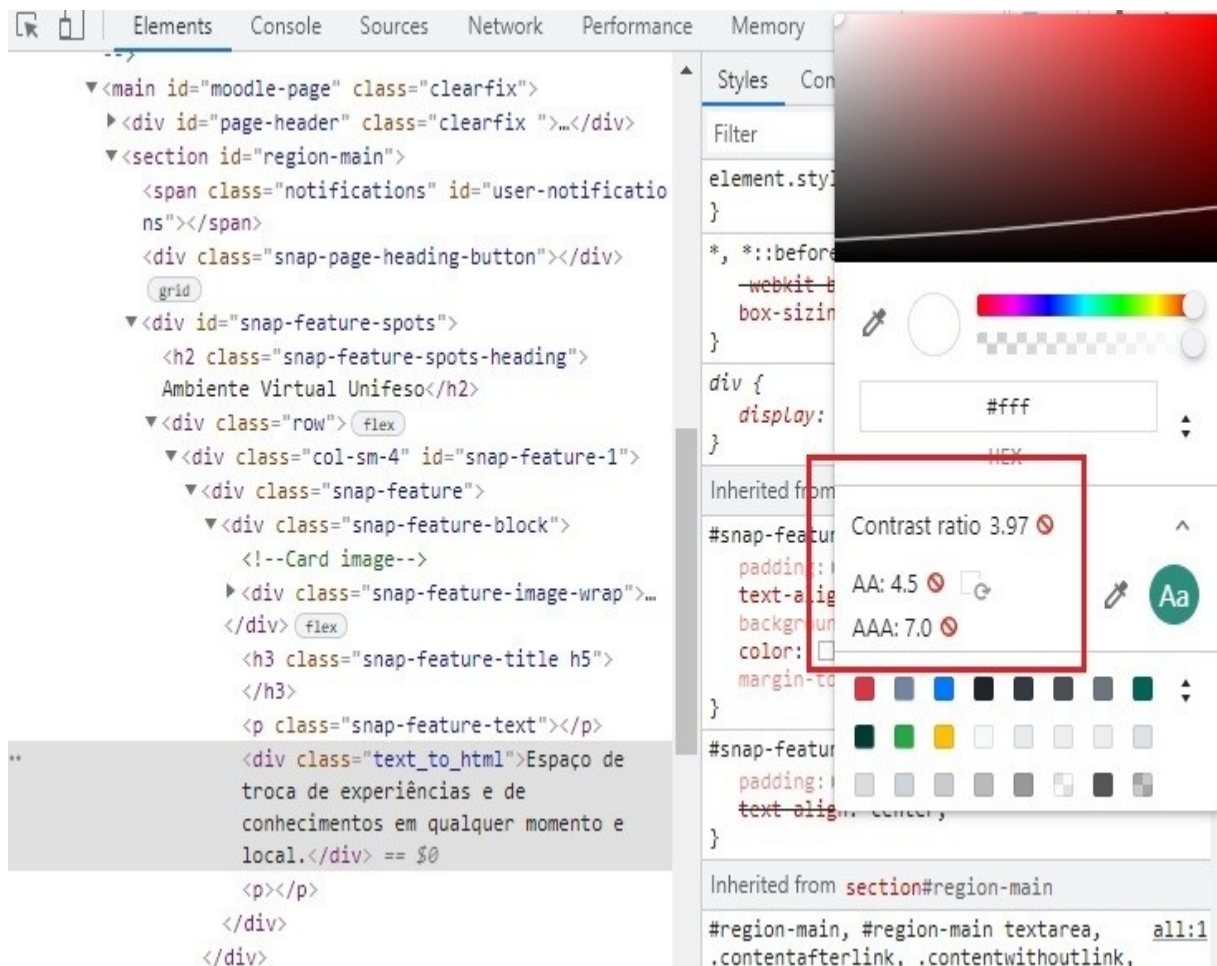 Elements Console Sources Network Performance Memory
-->
▼<main id="moodle-page" class="clearfix">
▶<div id="page-header" class="clearfix ">…</div>
▼<section id="region-main">
<span class="notifications" id="user-notificatio
ns"></span>
<div class="snap-page-heading-button"></div>
grid
▼<div id="snap-feature-spots">
<h2 class="snap-feature-spots-heading">
Ambiente Virtual Unifeso</h2>
▼<div class="row"> flex
▼<div class="col-sm-4" id="snap-feature-1">
▼<div class="snap-feature">
▼<div class="snap-feature-block">
<!--Card image-->
▶<div class="snap-feature-image-wrap">…
</div> flex
<h3 class="snap-feature-title h5">
</h3>
<p class="snap-feature-text"></p>
<div class="text_to_html">Espaço de
troca de experiências e de
conhecimentos em qualquer momento e
local.</div> == $0
<p></p>
</div>
</div>
Styles Con
Filter
element.styl
}
*, *::before
-webkit-b
box-sizin
}
div {
display:
}
Inherited from
#snap-featur
padding:
text-alig
background
color:
margin-to
}
#snap-featur
padding:
text-align: center;
}
Inherited from section#region-main
#region-main, #region-main textarea, all:1
.contentafterlink, .contentwithoutlink,
#fff
HEX
Contrast ratio 3.97
AA: 4.5
AAA: 7.0
Aa